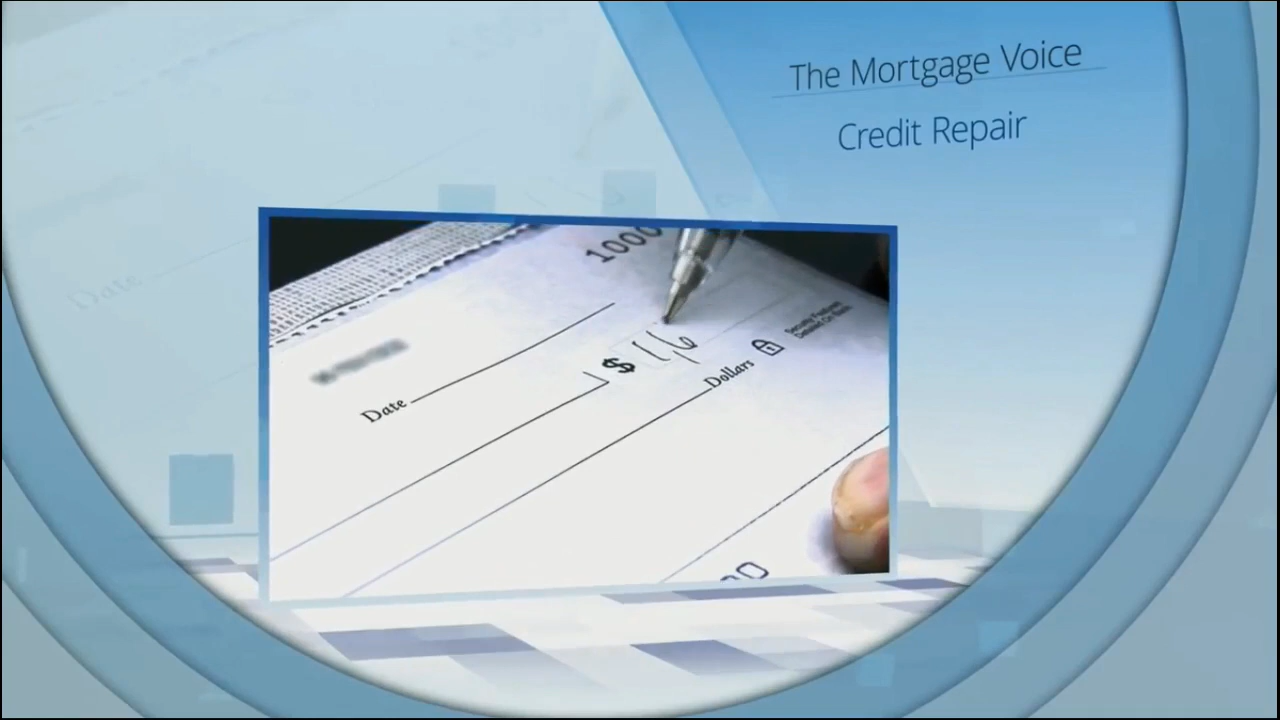 The Mortgage Voice
Credit Repair
1000
Date
$
Dollars